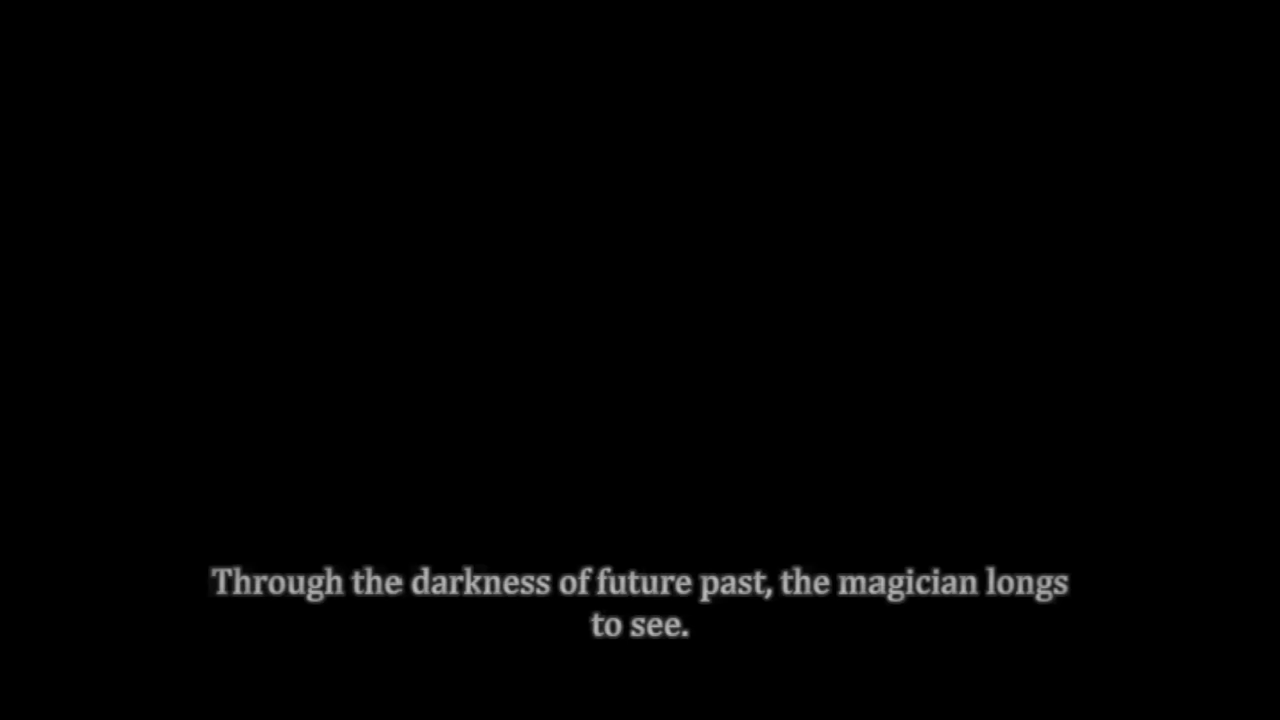 Through the darkness of future past, the magician longs
to see.